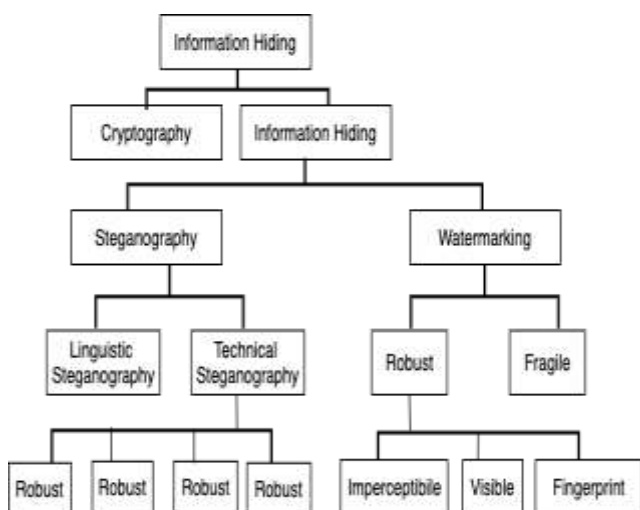 Information Hiding
Cryptography
Information Hiding
Steganography
Watermarking
Linguistic
Steganography
Technical
Steganography
Robust
Fragile
Robust
Robust
Robust
Robust
Imperceptibile
Visible
Fingerprint